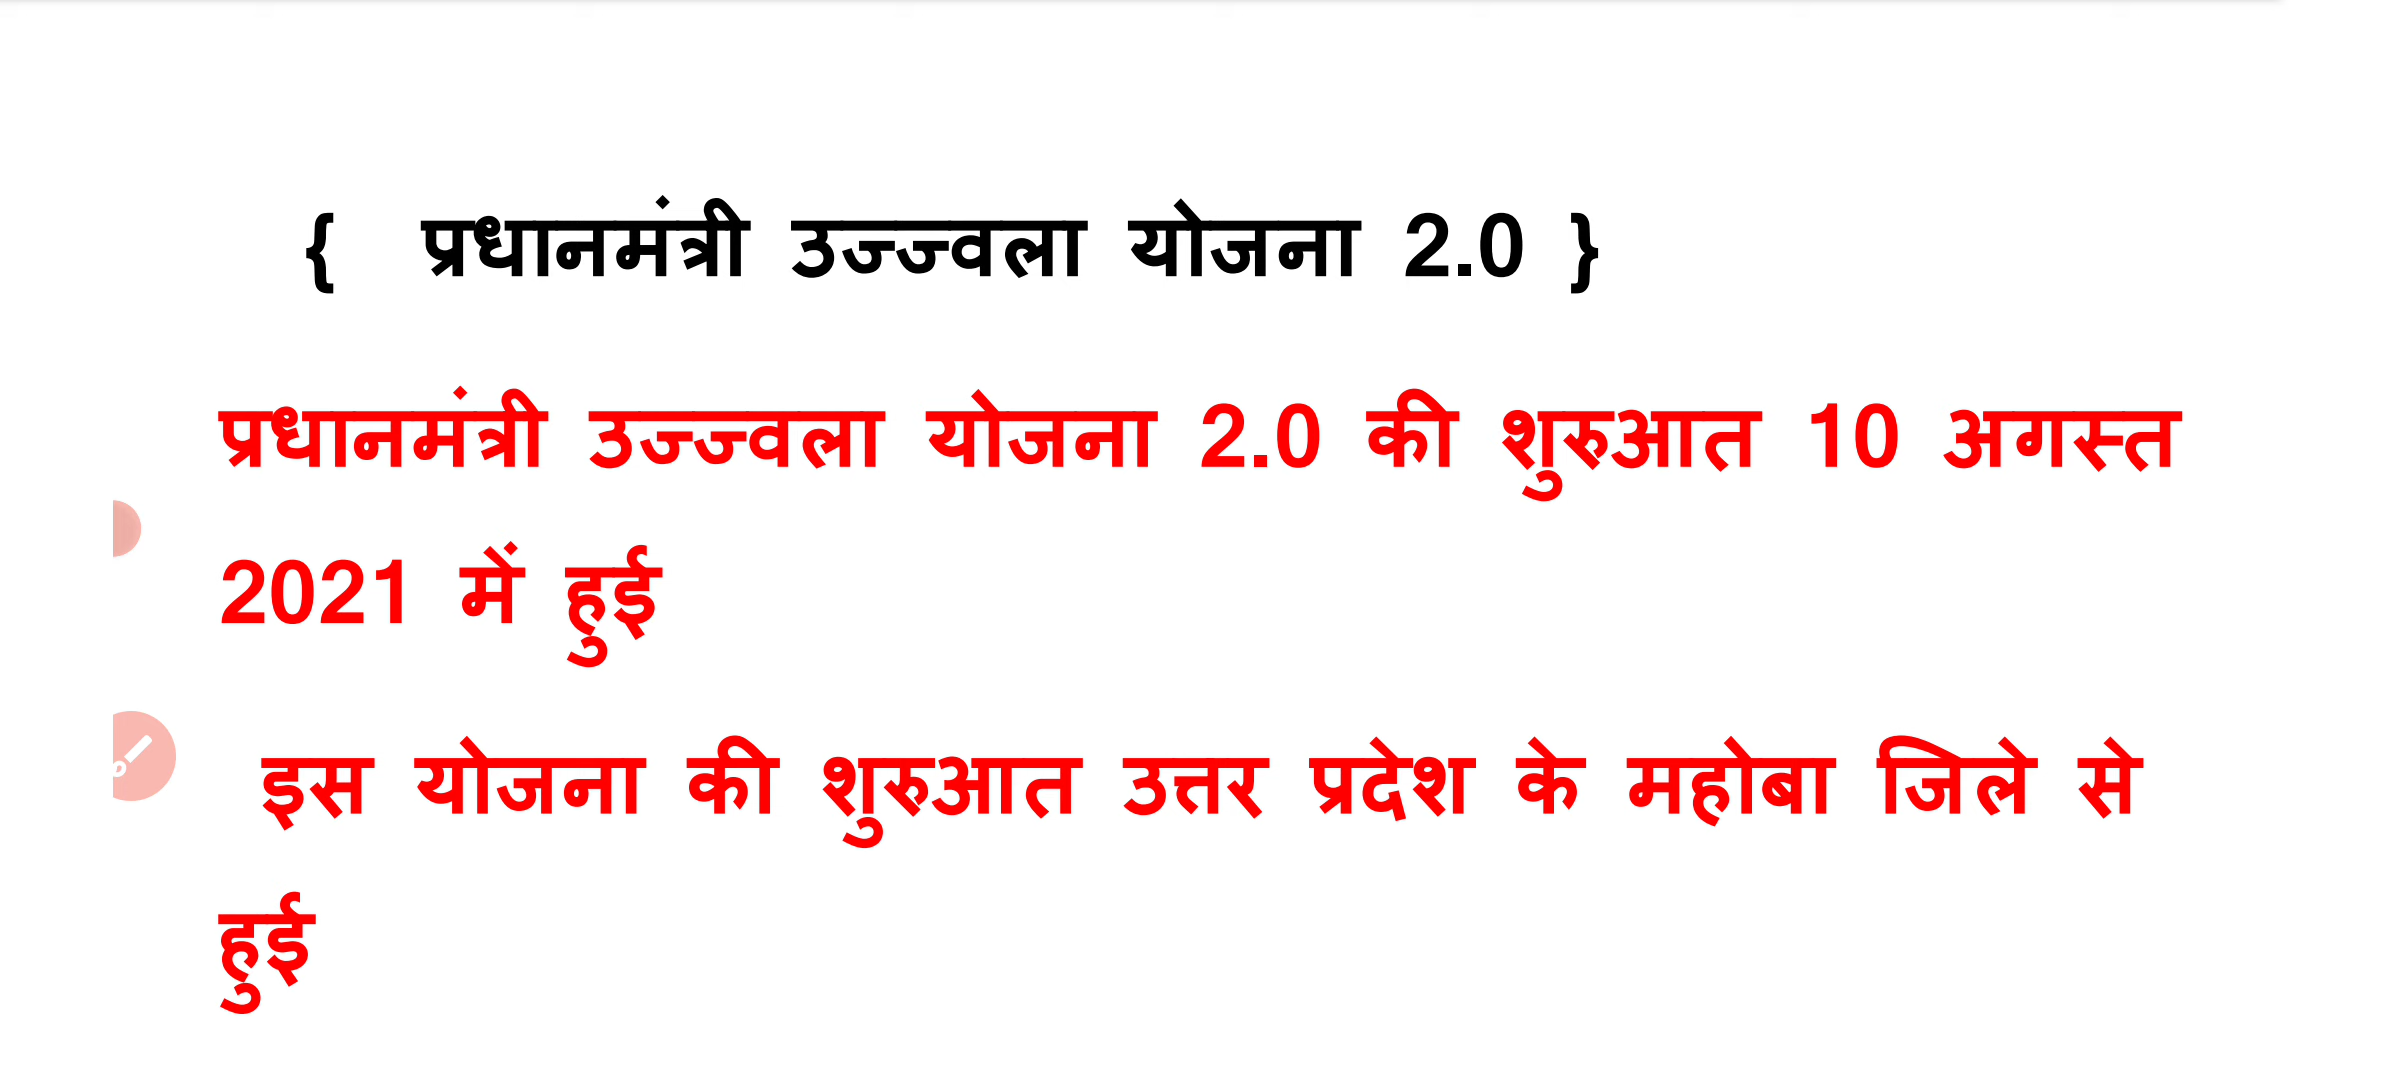 { प्रधानमंत्री उज्ज्वला योजना 2.0 }
प्रधानमंत्री उज्ज्वला योजना 2.0 की शुरुआत 10 अगस्त
2021 में हुई
इस योजना की शुरुआत उत्तर प्रदेश के महोबा जिले से
हुई